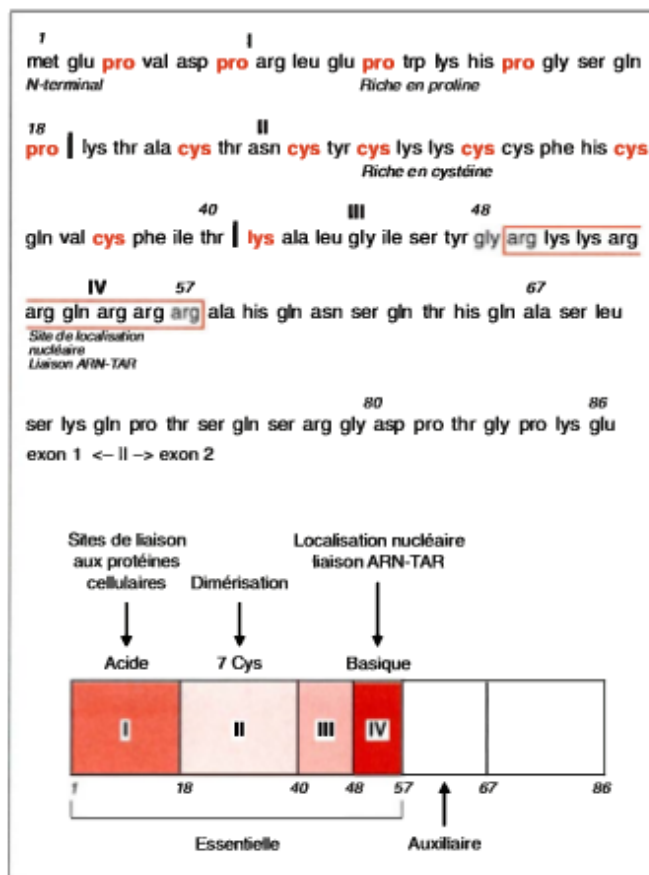 1 I
met glu pro val asp pro arg leu glu pro trp lys his pro gly ser gln
N-terminal Riche en proline
18 II
pro lys thr ala cys thr asn cys tyr cys lys lys cys cys phe his cys
Riche en cystéine
40 III 48
gln val cys phe ile thr lys ala leu gly ile ser tyr gly arg lys lys arg
IV 57 67
arg gln arg arg arg ala his gln asn ser gln thr his gln ala ser leu
Site de localisation
nucléaire
Liaison ARN-TAR
80 86
ser lys gln pro thr ser gln ser arg gly asp pro thr gly pro lys glu
exon 1 <– II –> exon 2
Sites de liaison
aux protéines
cellulaires
Dimérisation
Localisation nucléaire
liaison ARN-TAR
Acide 7 Cys Basique
I II III IV
1 18 40 48 57 67 86
Essentielle Auxiliaire